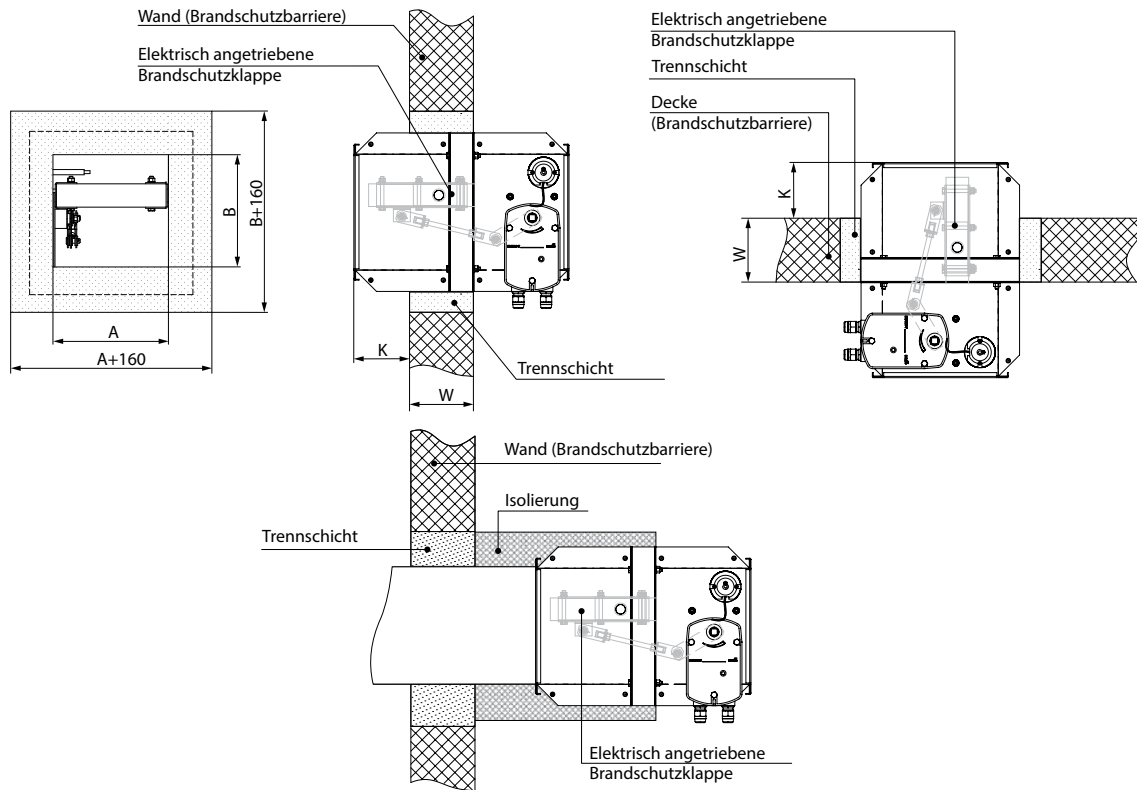 Wand (Brandschutzbarriere)
Elektrisch angetriebene
Brandschutzklappe
B
B+160
A
A+160
K
W
Trennschicht
Elektrisch angetriebene
Brandschutzklappe
Trennschicht
Decke
(Brandschutzbarriere)
K
W
Wand (Brandschutzbarriere)
Isolierung
Trennschicht
Elektrisch angetriebene
Brandschutzklappe